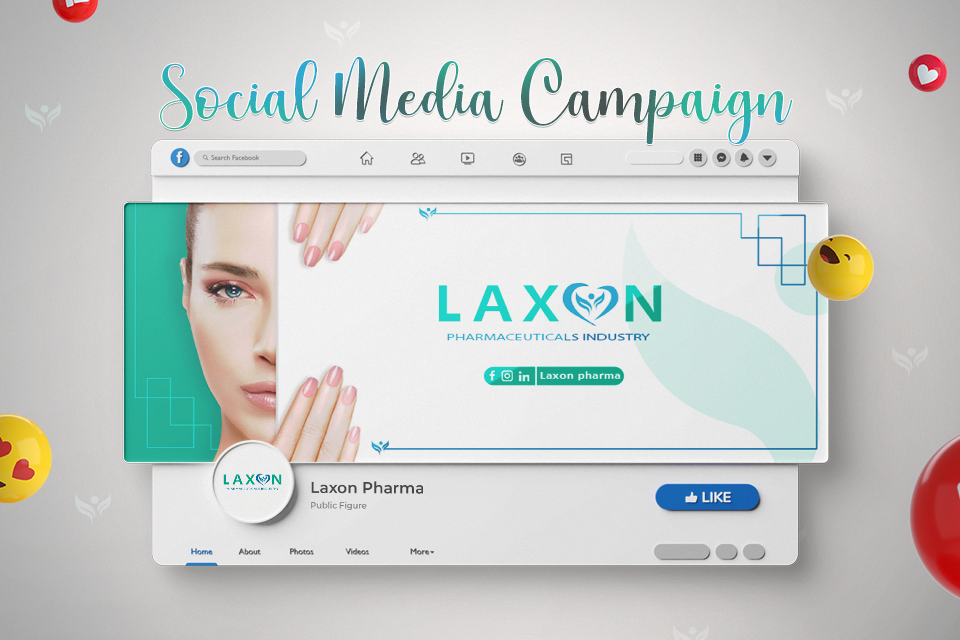 Social Media Campaign
f
Search Facebook
LAXON
PHARMACEUTICALS INDUSTRY
f in Laxon pharma
LAXON
Laxon Pharma
Public Figure
LIKE
Home About Photos Videos More